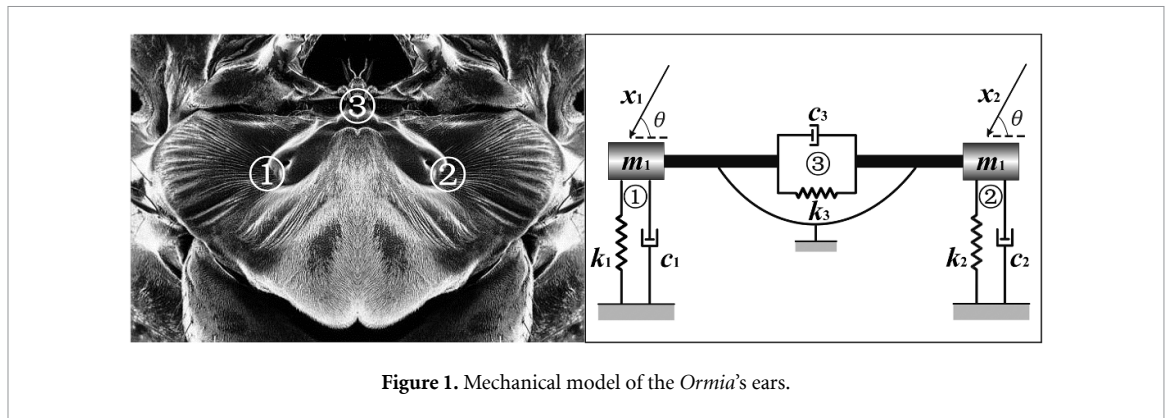 ③
①
②
x₁
θ
c₃
x₂
θ
m₁
③
m₁
①
k₃
②
k₁
c₁
k₂
c₂
Figure 1. Mechanical model of the Ormia's ears.